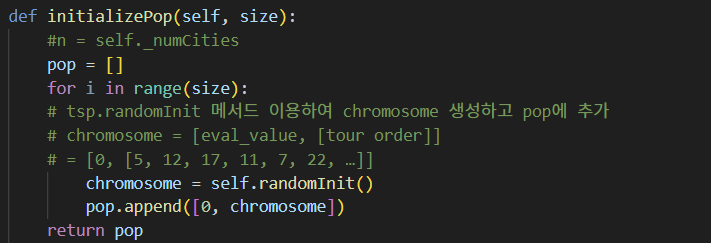 def initializePop(self, size):
#n = self._numCities
pop = []
for i in range(size):
# tsp.randomInit 메서드 이용하여 chromosome 생성하고 pop에 추가
# chromosome = [eval_value, [tour order]]
# = [0, [5, 12, 17, 11, 7, 22, …]]
chromosome = self.randomInit()
pop.append([0, chromosome])
return pop